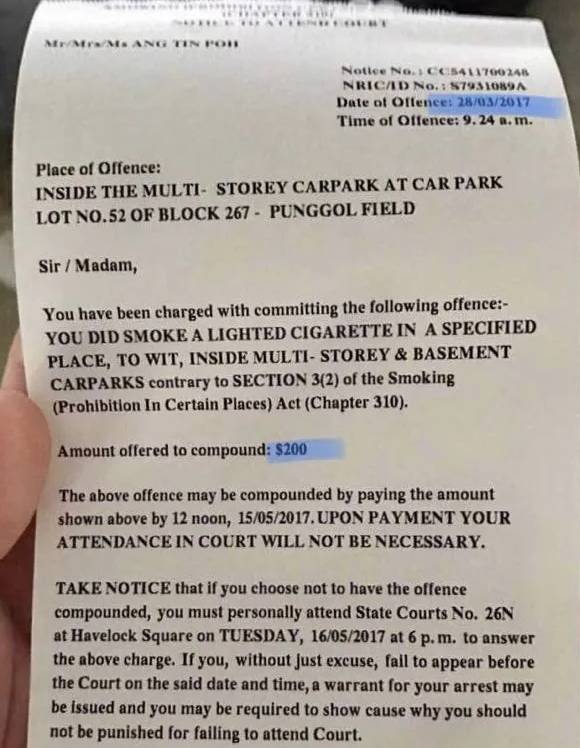 NOTICE TO ATTEND COURT
Mr/Mrs/Ms ANG TIN POH
Notice No.: CC5411700248
NRIC/ID No.: S7931089A
Date of Offence: 28/03/2017
Time of Offence: 9.24 a.m.
Place of Offence:
INSIDE THE MULTI- STOREY CARPARK AT CAR PARK
LOT NO.52 OF BLOCK 267 - PUNGGOL FIELD
Sir / Madam,
You have been charged with committing the following offence:-
YOU DID SMOKE A LIGHTED CIGARETTE IN A SPECIFIED
PLACE, TO WIT, INSIDE MULTI- STOREY & BASEMENT
CARPARKS contrary to SECTION 3(2) of the Smoking
(Prohibition In Certain Places) Act (Chapter 310).
Amount offered to compound: $200
The above offence may be compounded by paying the amount
shown above by 12 noon, 15/05/2017. UPON PAYMENT YOUR
ATTENDANCE IN COURT WILL NOT BE NECESSARY.
TAKE NOTICE that if you choose not to have the offence
compounded, you must personally attend State Courts No. 26N
at Havelock Square on TUESDAY, 16/05/2017 at 6 p.m. to answer
the above charge. If you, without just excuse, fail to appear before
the Court on the said date and time, a warrant for your arrest may
be issued and you may be required to show cause why you should
not be punished for failing to attend Court.